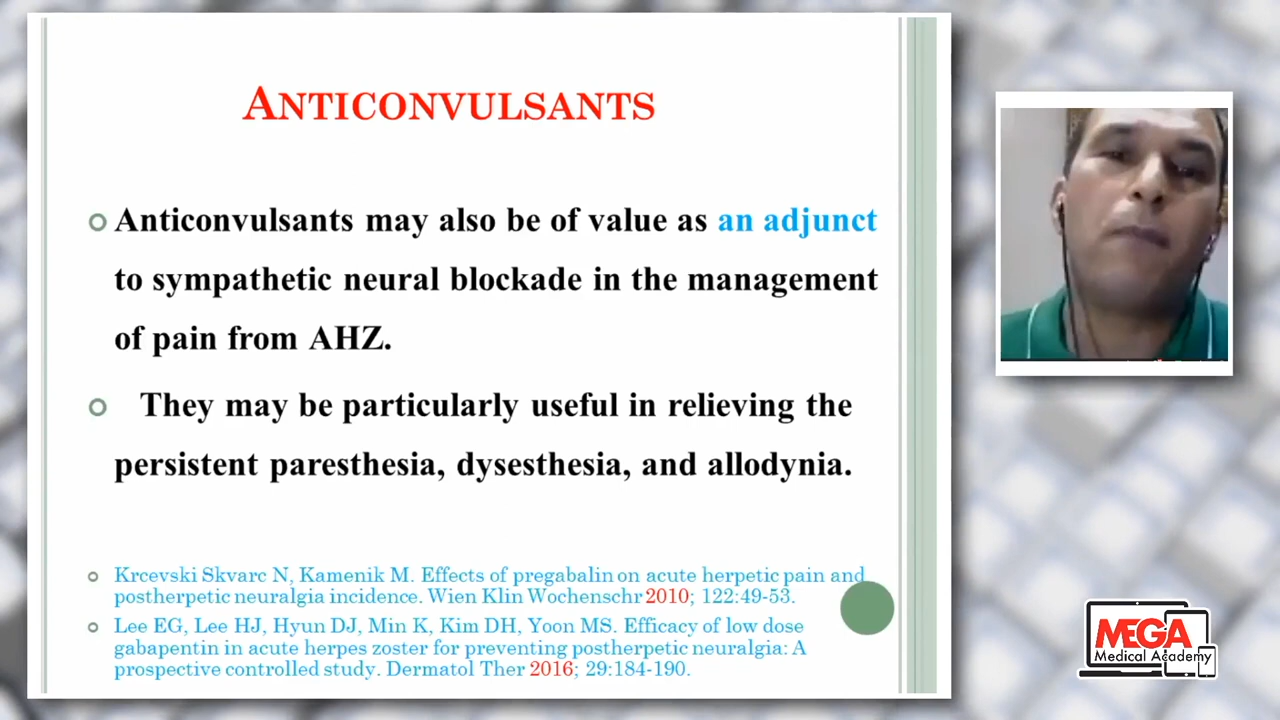 ANTICONVULSANTS
Anticonvulsants may also be of value as an adjunct
to sympathetic neural blockade in the management
of pain from AHZ.
They may be particularly useful in relieving the
persistent paresthesia, dysesthesia, and allodynia.
Krcevski Skvarc N, Kamenik M. Effects of pregabalin on acute herpetic pain and
postherpetic neuralgia incidence. Wien Klin Wochenschr 2010; 122:49-53.
Lee EG, Lee HJ, Hyun DJ, Min K, Kim DH, Yoon MS. Efficacy of low dose
gabapentin in acute herpes zoster for preventing postherpetic neuralgia: A
prospective controlled study. Dermatol Ther 2016; 29:184-190.
MEGA
Medical Academy